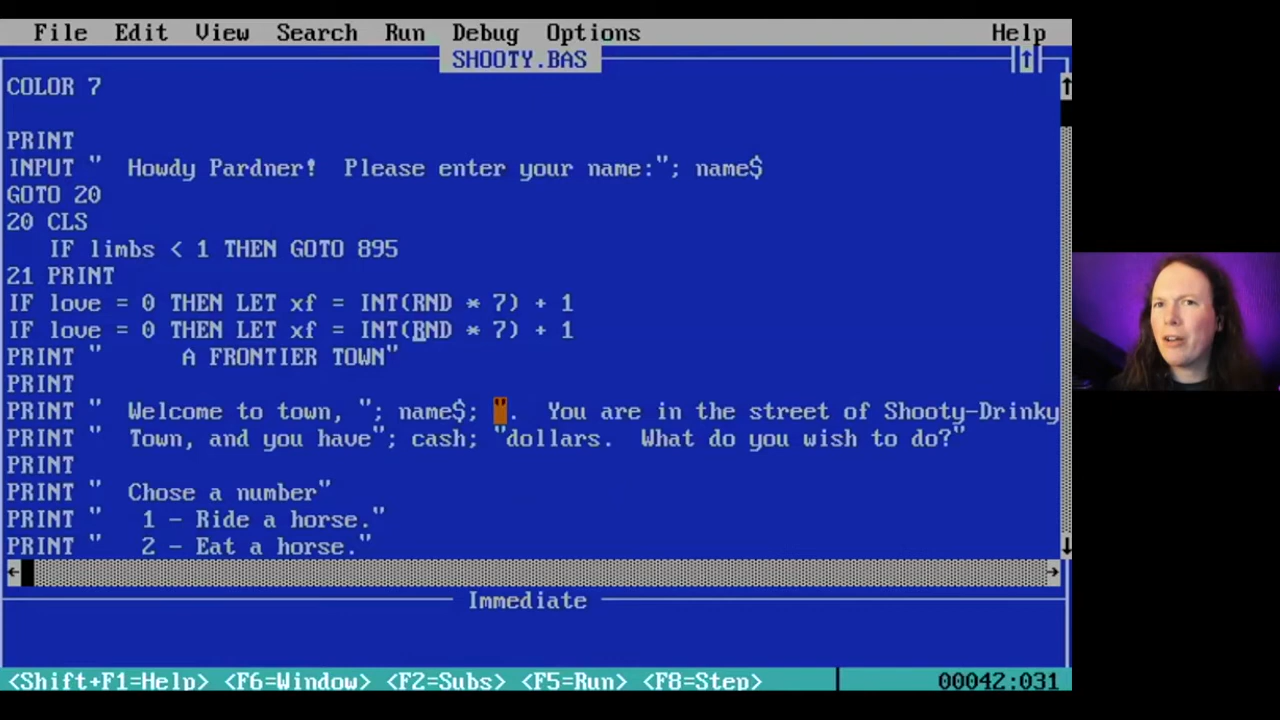 File Edit View Search Run Debug Options Help
SHOOTY.BAS
COLOR 7
PRINT
INPUT "  Howdy Pardner!  Please enter your name:"; name$
GOTO 20
20 CLS
IF limbs < 1 THEN GOTO 895
21 PRINT
IF love = 0 THEN LET xf = INT(RND * 7) + 1
IF love = 0 THEN LET xf = INT(RND * 7) + 1
PRINT "      A FRONTIER TOWN"
PRINT
PRINT "  Welcome to town, "; name$; ".  You are in the street of Shooty-Drinky
PRINT "  Town, and you have"; cash; "dollars.  What do you wish to do?"
PRINT
PRINT "  Chose a number"
PRINT "   1 - Ride a horse."
PRINT "   2 - Eat a horse."
Immediate
<Shift+F1=Help> <F6=Window> <F2=Subs> <F5=Run> <F8=Step> 00042:031